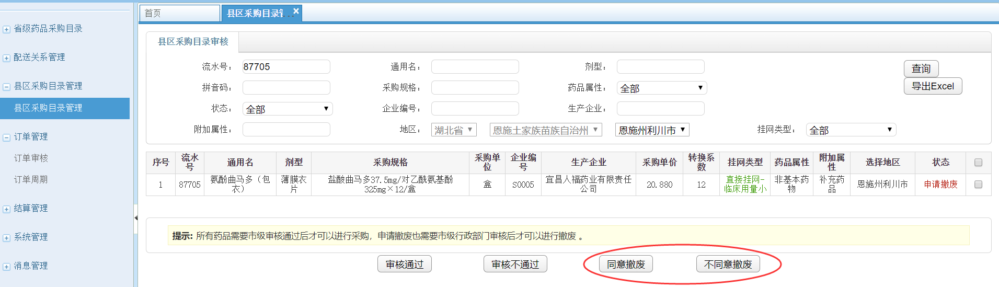 首页
县区采购目录管...
省级药品采购目录
配送关系管理
县区采购目录管理
县区采购目录管理
订单管理
订单审核
订单周期
结算管理
系统管理
消息管理
县区采购目录审核
流水号： 87705 通用名： 剂型： 查询
拼音码： 采购规格： 药品属性： 全部 导出Excel
状态： 全部 企业编号： 生产企业：
附加属性： 地区： 湖北省 恩施土家族苗族自治州 恩施州利川市 挂网类型： 全部
序号 流水号 通用名 剂型 采购规格 采购单位 企业编号 生产企业 采购单价 转换系数 挂网类型 药品属性 附加属性 选择地区 状态
1 87705 氨酚曲马多（包衣） 薄膜衣片 盐酸曲马多37.5mg/对乙酰氨基酚325mg×12/盒 盒 S0005 宜昌人福药业有限责任公司 20.880 12 直接挂网-临床用量小 非基本药物 补充药品 恩施州利川市 申请撤废
提示: 所有药品需要市级审核通过后才可以进行采购，申请撤废也需要市级行政部门审核后才可以进行撤废 。
审核通过 审核不通过 同意撤废 不同意撤废